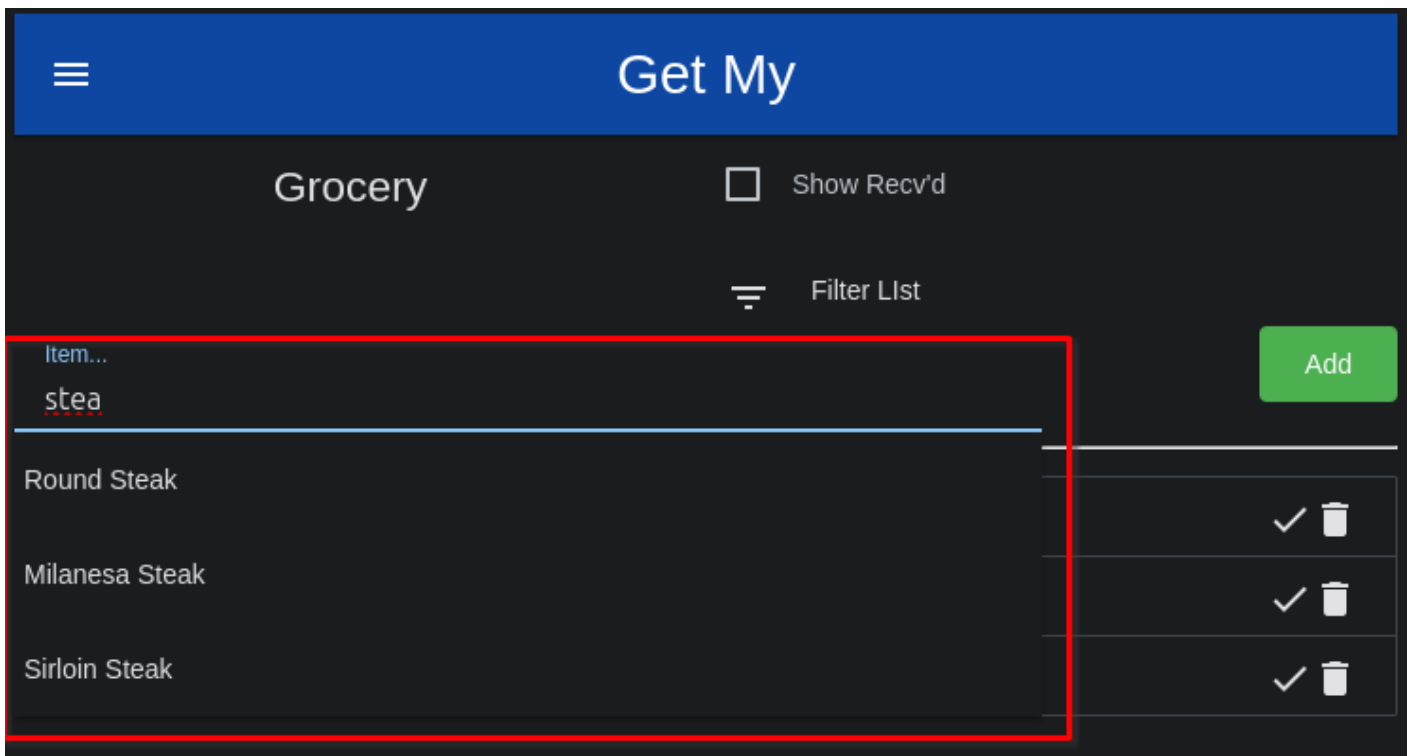 Get My
Grocery
Show Recv'd
Filter LIst
Item...
Add
stea
Round Steak
Milanesa Steak
Sirloin Steak